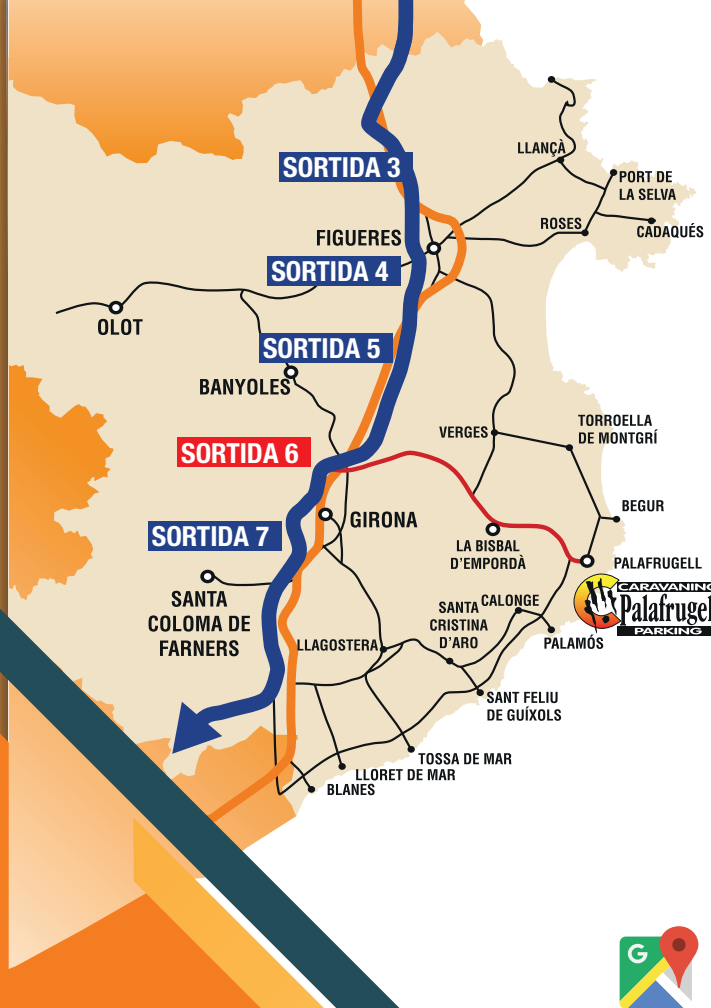 LLANÇÀ
SORTIDA 3
PORT DE
LA SELVA
ROSES
CADAQUÉS
FIGUERES
SORTIDA 4
OLOT
SORTIDA 5
BANYOLES
TORROELLA
DE MONTGRÍ
VERGES
SORTIDA 6
BEGUR
GIRONA
SORTIDA 7
LA BISBAL
D'EMPORDÀ
PALAFRUGELL
CARAVANING
Palafrugell
PARKING
SANTA
COLOMA DE
FARNERS
SANTA
CRISTINA
D'ARO
CALONGE
LLAGOSTERA
PALAMÓS
SANT FELIU
DE GUÍXOLS
TOSSA DE MAR
LLORET DE MAR
BLANES
G